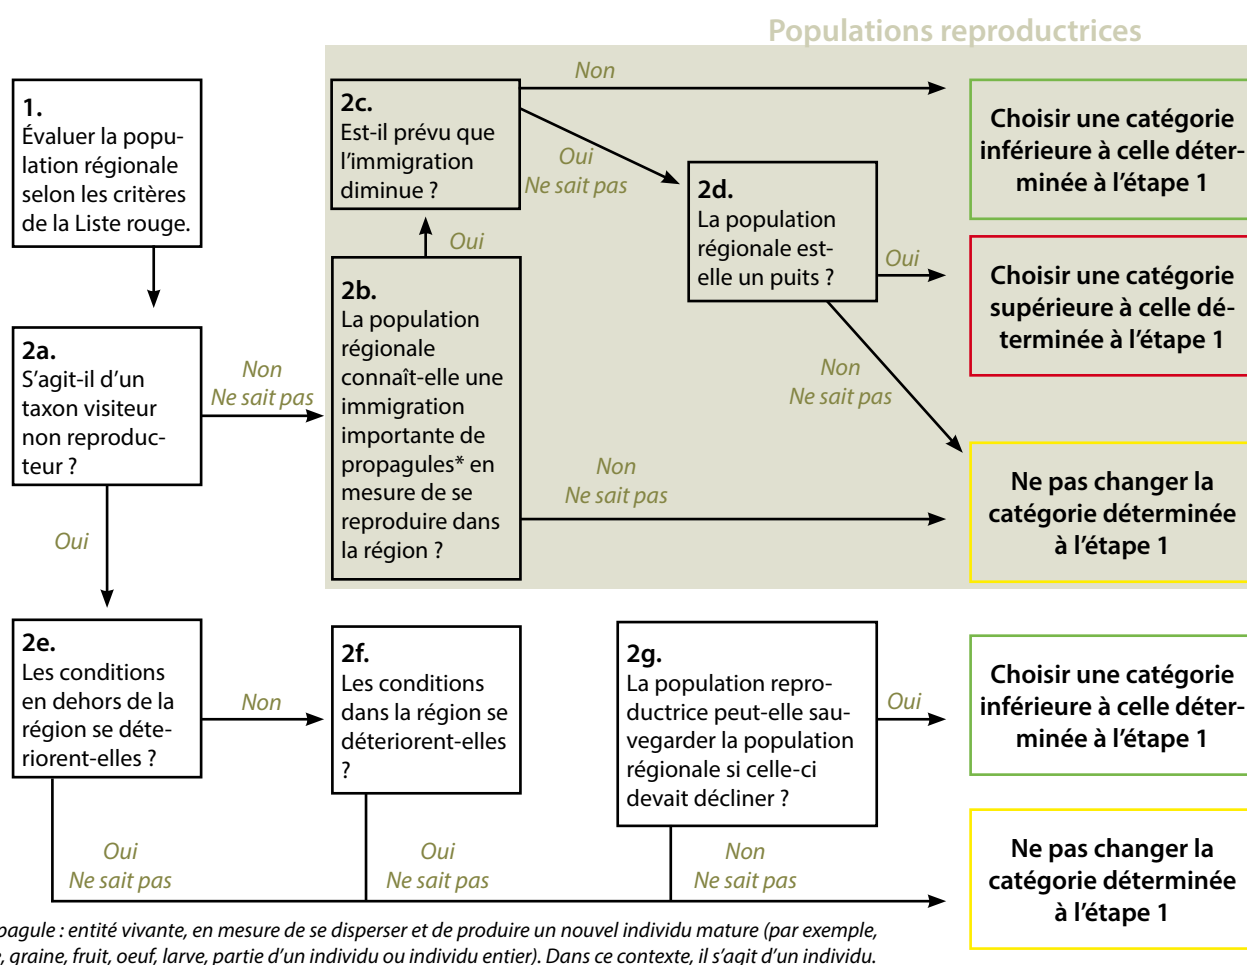 Populations reproductrices
1.
Évaluer la popu-
lation régionale
selon les critères
de la Liste rouge.
2a.
S'agit-il d'un
taxon visiteur
non reproduc-
teur ?
Non
Ne sait pas
Oui
2b.
La population
régionale
connaît-elle une
immigration
importante de
propagules* en
mesure de se
reproduire dans
la région ?
Oui
Non
Ne sait pas
2c.
Est-il prévu que
l'immigration
diminue ?
Non
Oui
Ne sait pas
2d.
La population
régionale est-
elle un puits ?
Oui
Non
Ne sait pas
Choisir une catégorie
inférieure à celle déter-
minée à l'étape 1
Choisir une catégorie
supérieure à celle dé-
terminée à l'étape 1
Ne pas changer la
catégorie déterminée
à l'étape 1
2e.
Les conditions
en dehors de la
région se déte-
riorent-elles ?
Non
Oui
Ne sait pas
2f.
Les conditions
dans la région se
déteriorent-elles
?
Oui
Ne sait pas
2g.
La population repro-
ductrice peut-elle sau-
vegarder la population
régionale si celle-ci
devait décliner ?
Oui
Non
Ne sait pas
Choisir une catégorie
inférieure à celle déter-
minée à l'étape 1
Ne pas changer la
catégorie déterminée
à l'étape 1
pagule : entité vivante, en mesure de se disperser et de produire un nouvel individu mature (par exemple,
, graine, fruit, oeuf, larve, partie d'un individu ou individu entier). Dans ce contexte, il s'agit d'un individu.